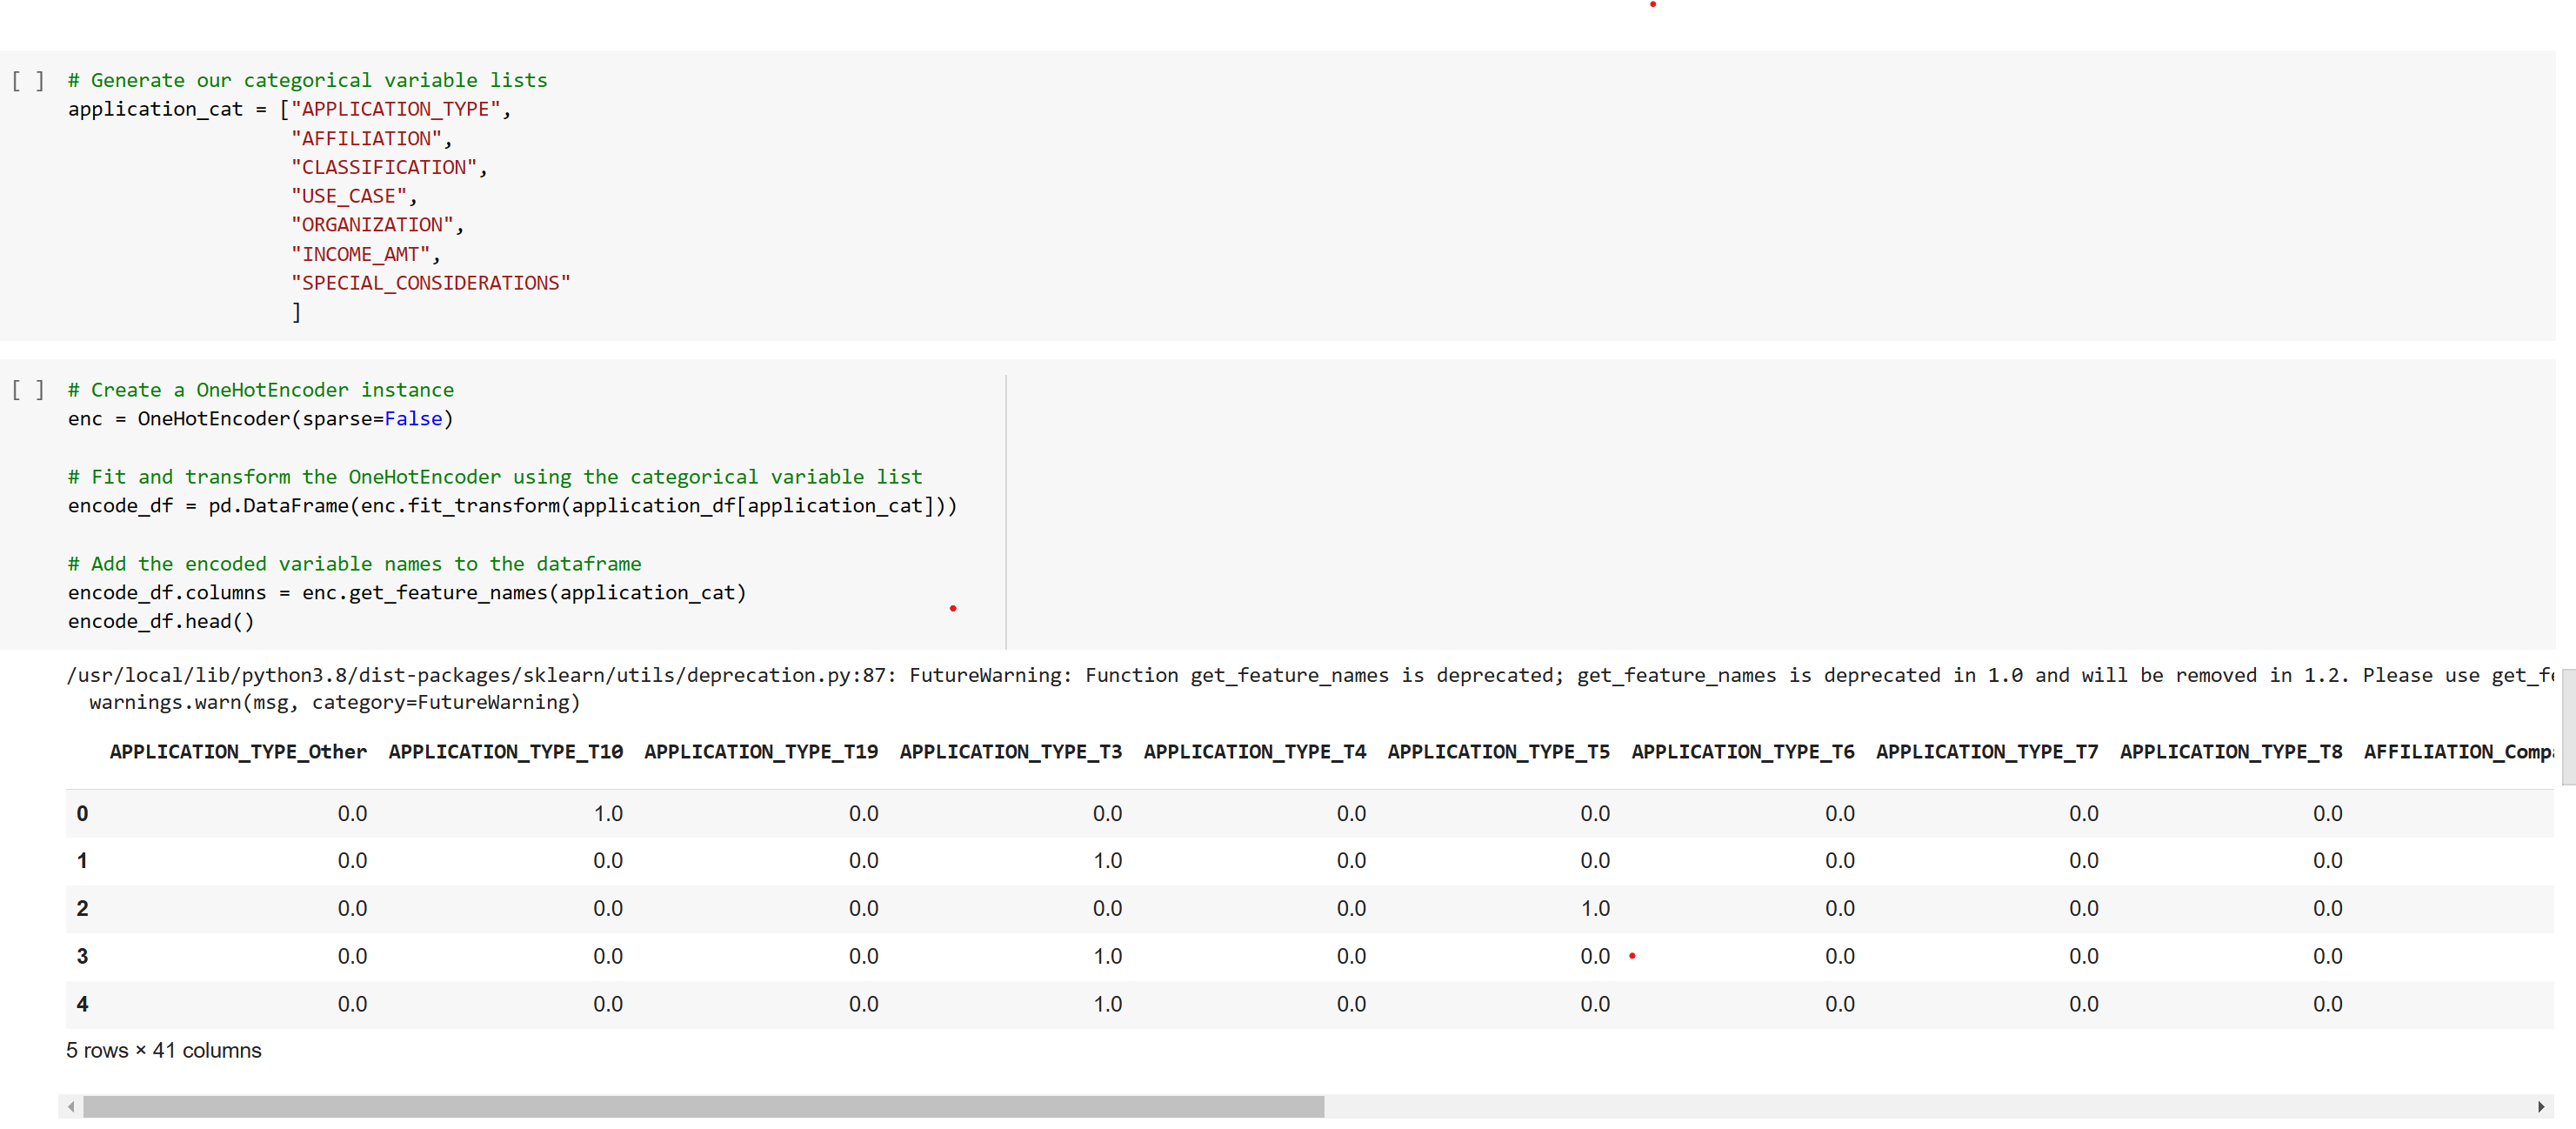 [ ] # Generate our categorical variable lists
application_cat = ["APPLICATION_TYPE",
"AFFILIATION",
"CLASSIFICATION",
"USE_CASE",
"ORGANIZATION",
"INCOME_AMT",
"SPECIAL_CONSIDERATIONS"
]
[ ] # Create a OneHotEncoder instance
enc = OneHotEncoder(sparse=False)
# Fit and transform the OneHotEncoder using the categorical variable list
encode_df = pd.DataFrame(enc.fit_transform(application_df[application_cat]))
# Add the encoded variable names to the dataframe
encode_df.columns = enc.get_feature_names(application_cat)
encode_df.head()
/usr/local/lib/python3.8/dist-packages/sklearn/utils/deprecation.py:87: FutureWarning: Function get_feature_names is deprecated; get_feature_names is deprecated in 1.0 and will be removed in 1.2. Please use get_fe
warnings.warn(msg, category=FutureWarning)
APPLICATION_TYPE_Other APPLICATION_TYPE_T10 APPLICATION_TYPE_T19 APPLICATION_TYPE_T3 APPLICATION_TYPE_T4 APPLICATION_TYPE_T5 APPLICATION_TYPE_T6 APPLICATION_TYPE_T7 APPLICATION_TYPE_T8 AFFILIATION_Comp
0 0.0 1.0 0.0 0.0 0.0 0.0 0.0 0.0 0.0
1 0.0 0.0 0.0 1.0 0.0 0.0 0.0 0.0 0.0
2 0.0 0.0 0.0 0.0 0.0 1.0 0.0 0.0 0.0
3 0.0 0.0 0.0 1.0 0.0 0.0 0.0 0.0 0.0
4 0.0 0.0 0.0 1.0 0.0 0.0 0.0 0.0 0.0
5 rows × 41 columns